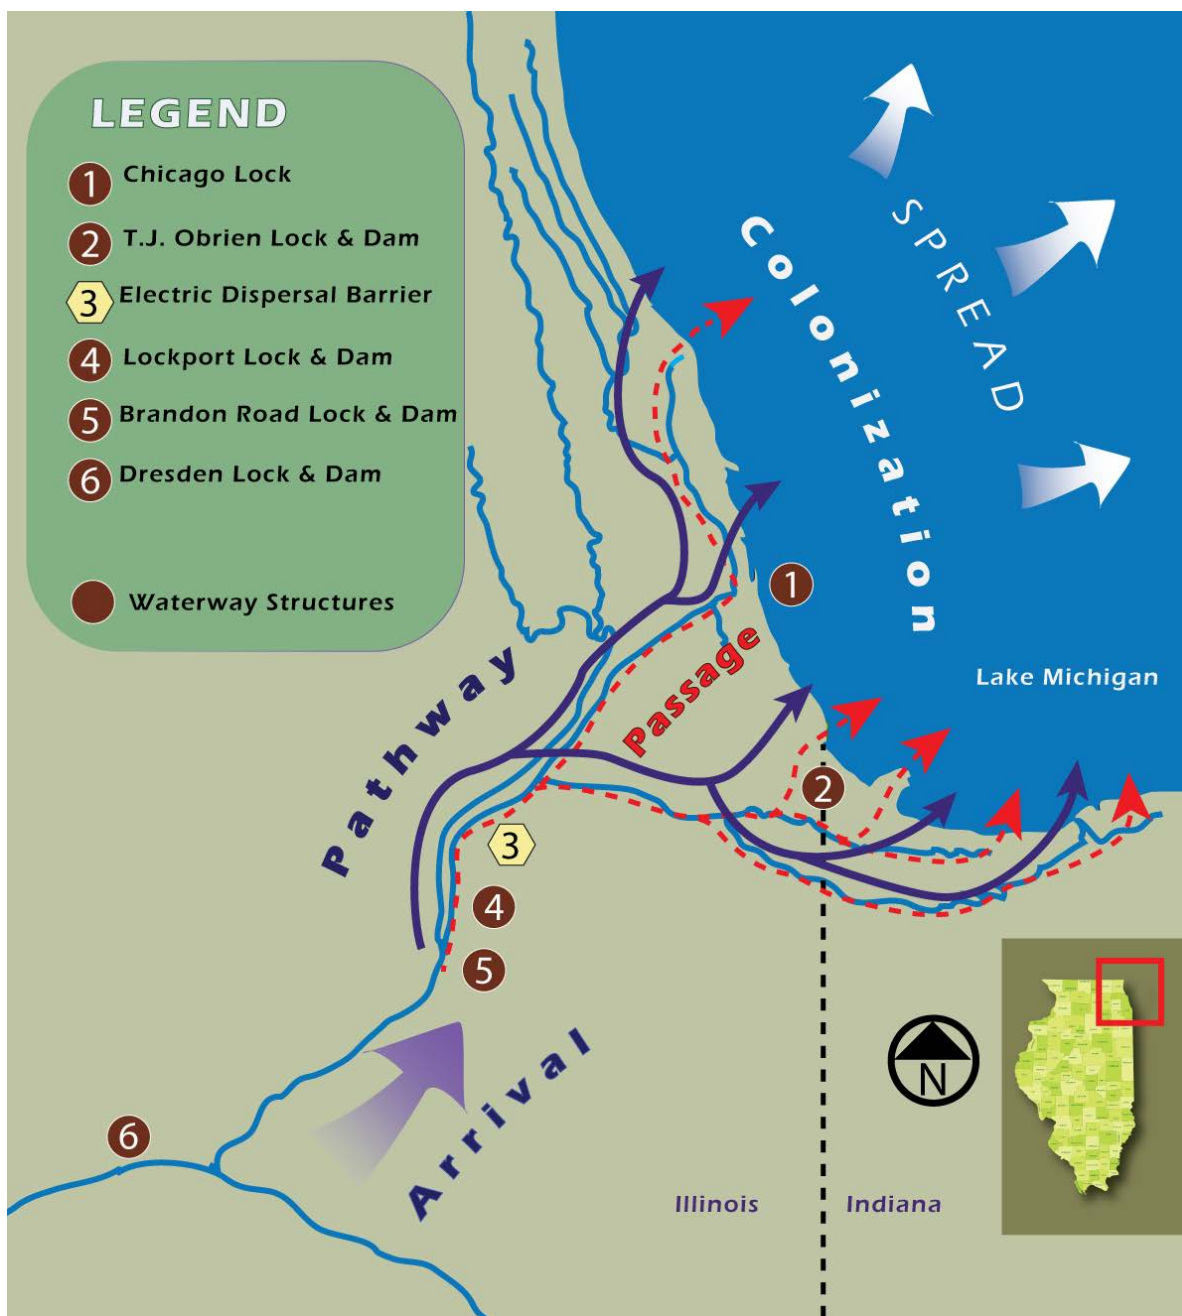 LEGEND
1 Chicago Lock
2 T.J. Obrien Lock & Dam
3 Electric Dispersal Barrier
4 Lockport Lock & Dam
5 Brandon Road Lock & Dam
6 Dresden Lock & Dam
Waterway Structures
SPREAD
Colonization
1
Lake Michigan
Passage
Pathway
2
3
4
5
Arrival
6
N
Illinois
Indiana